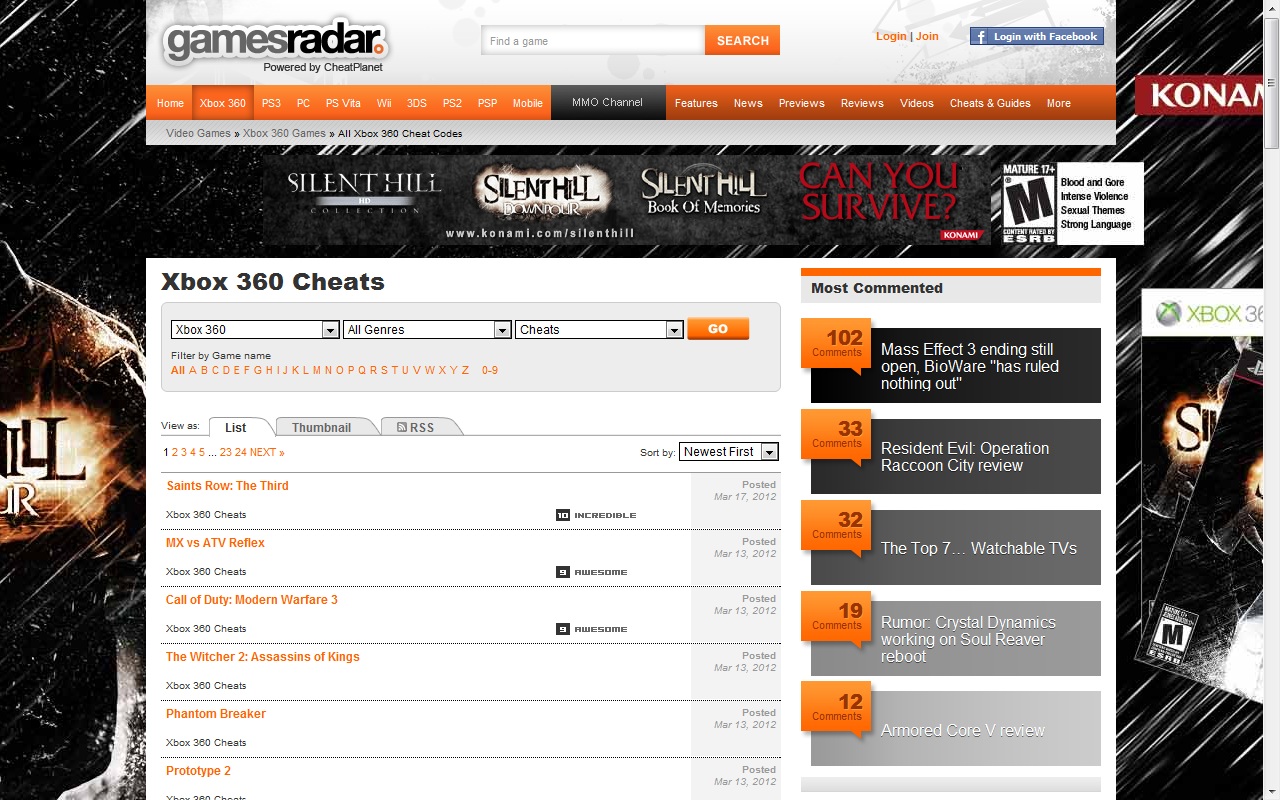 gamesradar.
Powered by CheatPlanet
Find a game
SEARCH
Login | Join
f Login with Facebook
Home Xbox 360 PS3 PC PS Vita Wii 3DS PS2 PSP Mobile MMO Channel Features News Previews Reviews Videos Cheats & Guides More
Video Games » Xbox 360 Games » All Xbox 360 Cheat Codes
SILENT HILL
HD
COLLECTION
SILENT HILL
DOWNPOUR
SILENT HILL
Book Of Memories
CAN YOU
SURVIVE?
www.konami.com/silenthill
KONAMI
MATURE 17+
M
CONTENT RATED BY
ESRB
Blood and Gore
Intense Violence
Sexual Themes
Strong Language
Xbox 360 Cheats
Xbox 360
All Genres
Cheats
GO
Filter by Game name
All A B C D E F G H I J K L M N O P Q R S T U V W X Y Z 0-9
View as:
List
Thumbnail
RSS
1 2 3 4 5 ... 23 24 NEXT »
Sort by: Newest First
Saints Row: The Third
Posted
Mar 17, 2012
Xbox 360 Cheats
10 INCREDIBLE
MX vs ATV Reflex
Posted
Mar 13, 2012
Xbox 360 Cheats
9 AWESOME
Call of Duty: Modern Warfare 3
Posted
Mar 13, 2012
Xbox 360 Cheats
9 AWESOME
The Witcher 2: Assassins of Kings
Posted
Mar 13, 2012
Xbox 360 Cheats
Phantom Breaker
Posted
Mar 13, 2012
Xbox 360 Cheats
Prototype 2
Posted
Mar 13, 2012
Xbox 360 Cheats
Most Commented
102
Comments
Mass Effect 3 ending still
open, BioWare "has ruled
nothing out"
33
Comments
Resident Evil: Operation
Raccoon City review
32
Comments
The Top 7... Watchable TVs
19
Comments
Rumor: Crystal Dynamics
working on Soul Reaver
reboot
12
Comments
Armored Core V review
KONAM
XBOX 36
M
ESRB